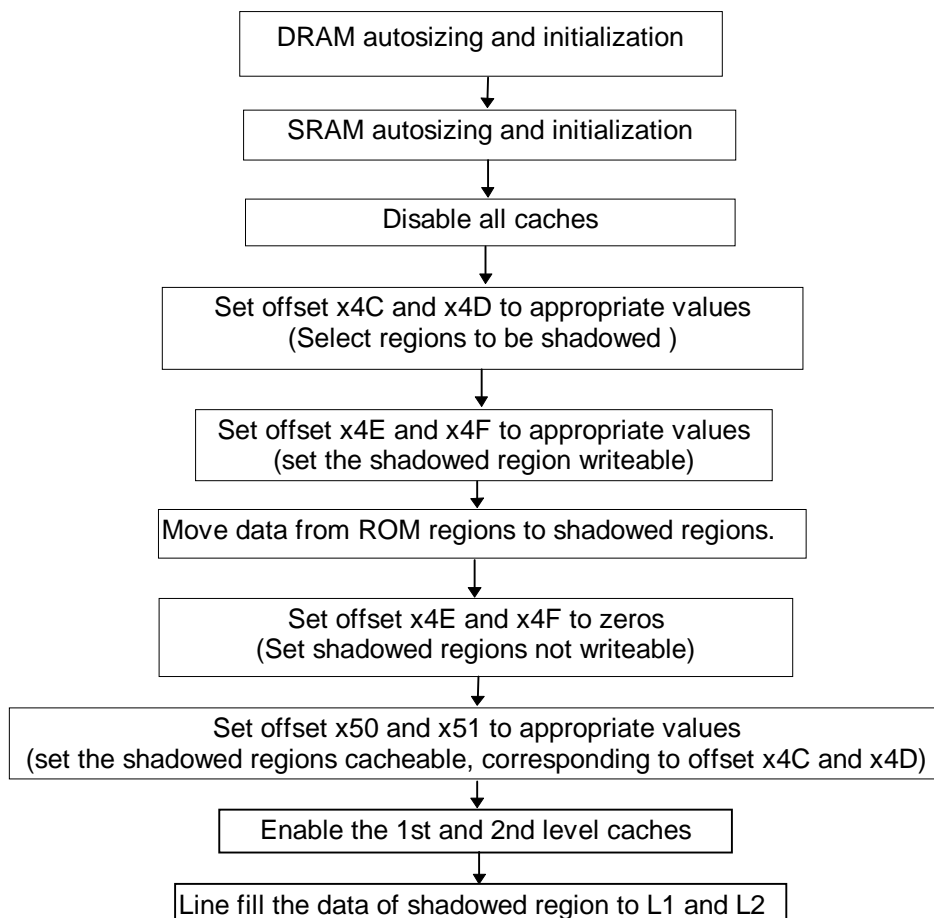 DRAM autosizing and initialization
SRAM autosizing and initialization
Disable all caches
Set offset x4C and x4D to appropriate values
(Select regions to be shadowed )
Set offset x4E and x4F to appropriate values
(set the shadowed region writeable)
Move data from ROM regions to shadowed regions.
Set offset x4E and x4F to zeros
(Set shadowed regions not writeable)
Set offset x50 and x51 to appropriate values
(set the shadowed regions cacheable, corresponding to offset x4C and x4D)
Enable the 1st and 2nd level caches
Line fill the data of shadowed region to L1 and L2